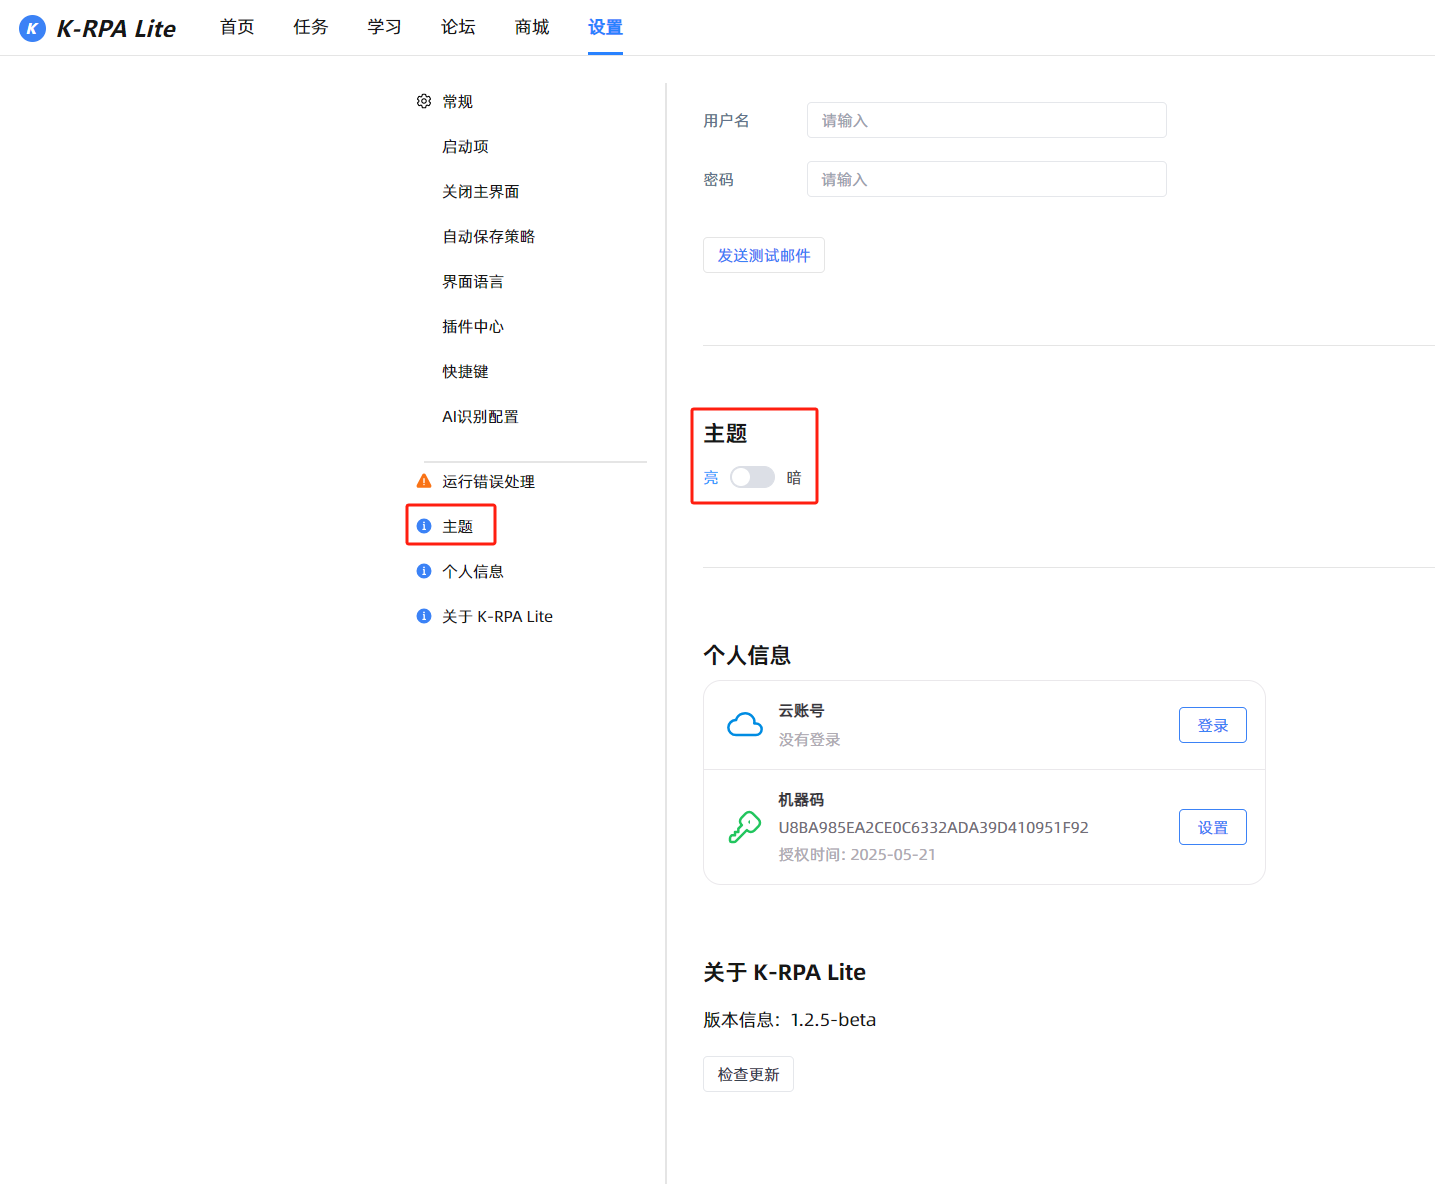 K K-RPA Lite 首页 任务 学习 论坛 商城 设置
常规
启动项
关闭主界面
自动保存策略
界面语言
插件中心
快捷键
AI识别配置
运行错误处理
主题
个人信息
关于 K-RPA Lite
用户名 请输入
密码 请输入
发送测试邮件
主题
亮 暗
个人信息
云账号
没有登录
登录
机器码
U8BA985EA2CE0C6332ADA39D410951F92
授权时间: 2025-05-21
设置
关于 K-RPA Lite
版本信息：1.2.5-beta
检查更新